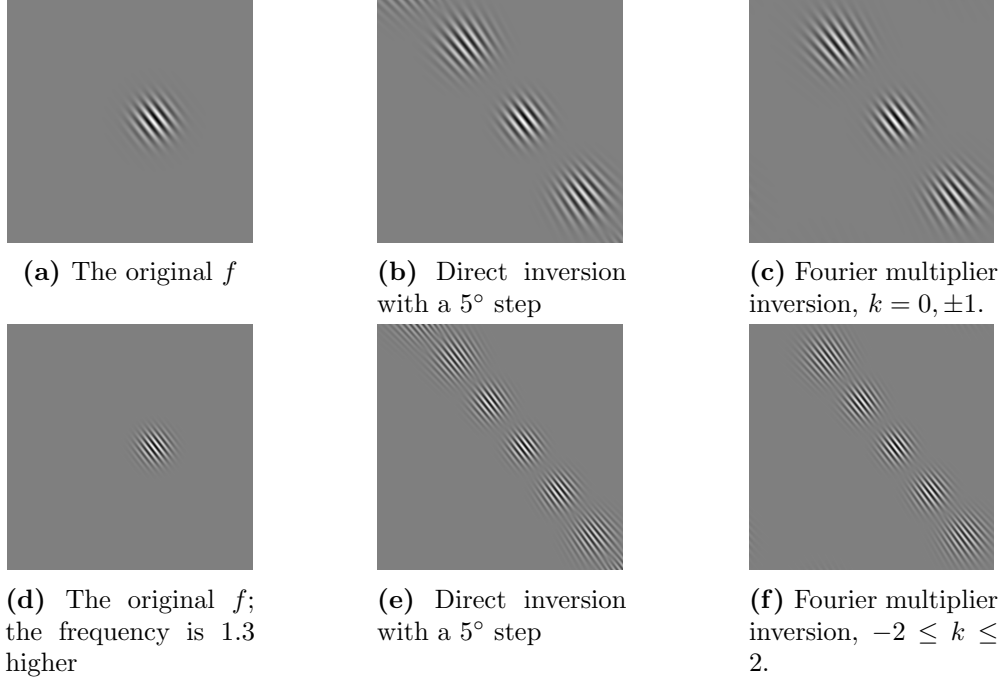 (a) The original f
(b) Direct inversion
with a 5° step
(c) Fourier multiplier
inversion, k = 0, ±1.
(d) The original f;
the frequency is 1.3
higher
(e) Direct inversion
with a 5° step
(f) Fourier multiplier
inversion, −2 ≤ k ≤
2.